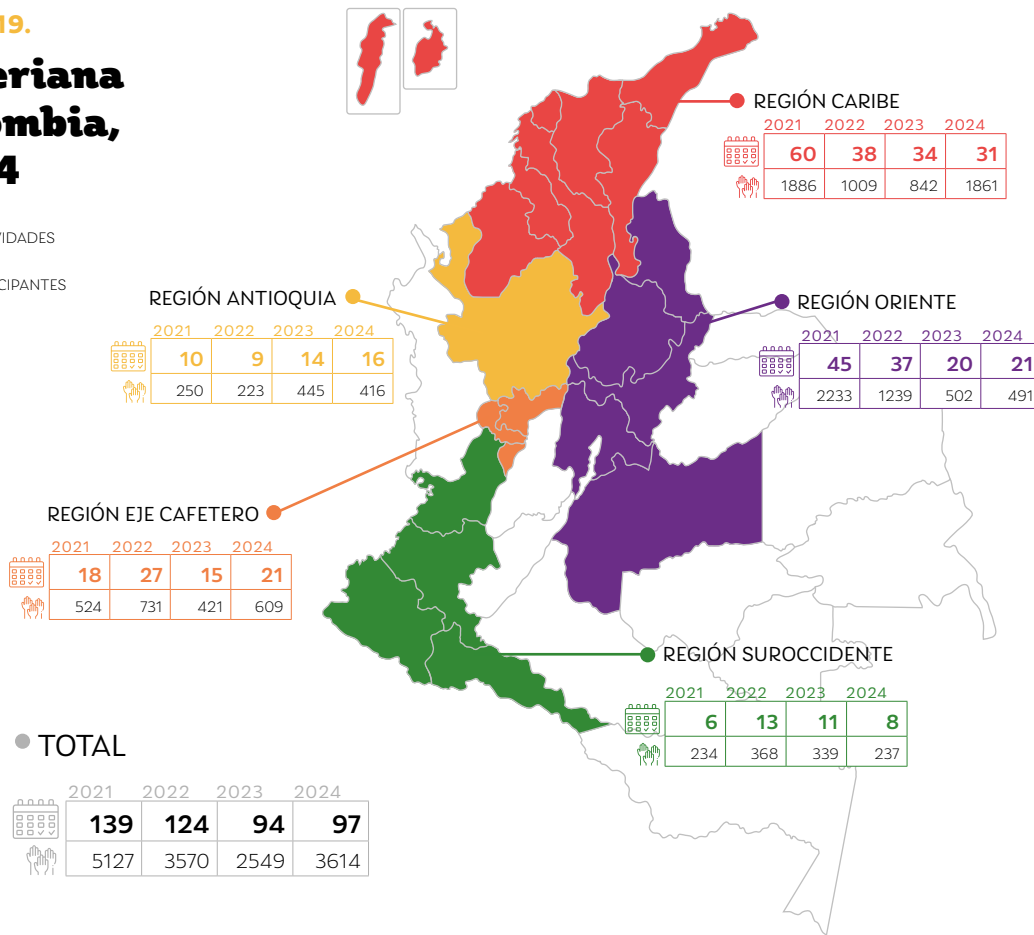 19.
eriana
ombia,
4
VIDADES
CIPANTES
REGIÓN CARIBE
2021 2022 2023 2024
60 38 34 31
1886 1009 842 1861
REGIÓN ANTIOQUIA
2021 2022 2023 2024
10 9 14 16
250 223 445 416
REGIÓN ORIENTE
2021 2022 2023 2024
45 37 20 21
2233 1239 502 491
REGIÓN EJE CAFETERO
2021 2022 2023 2024
18 27 15 21
524 731 421 609
REGIÓN SUROCCIDENTE
2021 2022 2023 2024
6 13 11 8
234 368 339 237
TOTAL
2021 2022 2023 2024
139 124 94 97
5127 3570 2549 3614